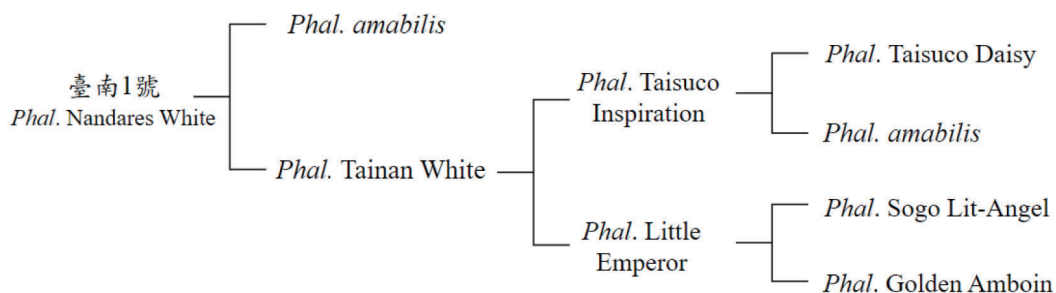 Phal. amabilis
臺南1號
Phal. Nandares White
Phal. Tainan White
Phal. Taisuco
Inspiration
Phal. Little
Emperor
Phal. Taisuco Daisy
Phal. amabilis
Phal. Sogo Lit-Angel
Phal. Golden Amboin